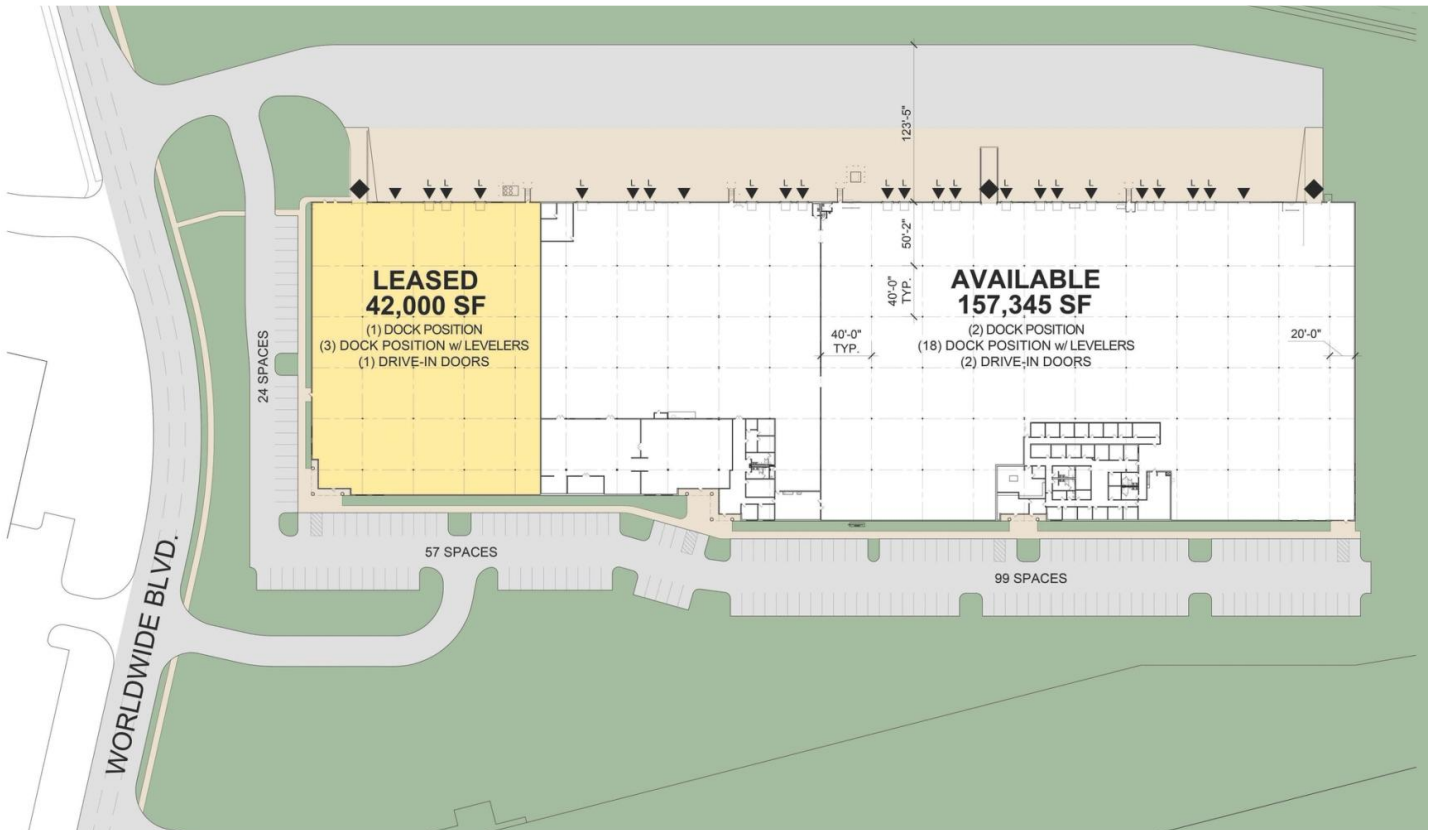 123'-5"
L L L L L L L L L L L L L L L L L L L L L
50'-2"
40'-0"
TYP.
LEASED
42,000 SF
(1) DOCK POSITION
(3) DOCK POSITION w/ LEVELERS
(1) DRIVE-IN DOORS
AVAILABLE
157,345 SF
(2) DOCK POSITION
(18) DOCK POSITION w/ LEVELERS
(2) DRIVE-IN DOORS
40'-0"
TYP.
20'-0"
24 SPACES
57 SPACES
99 SPACES
WORLDWIDE BLVD.